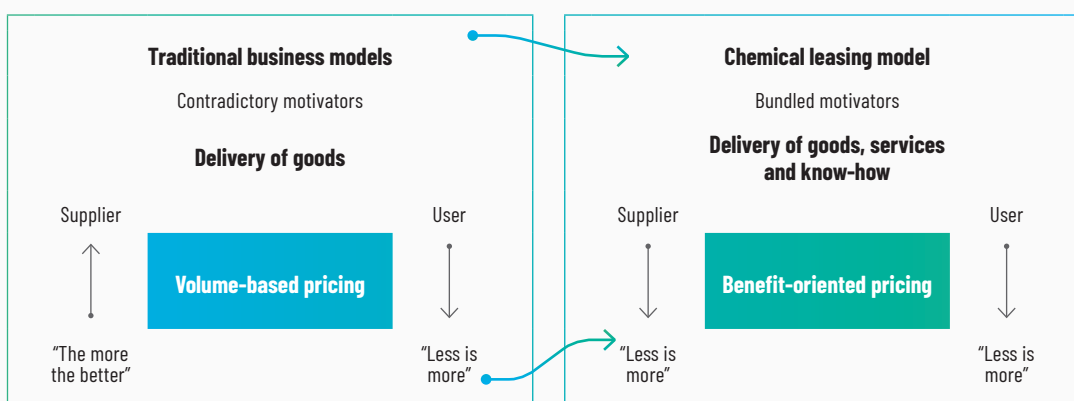 Traditional business models
Contradictory motivators
Delivery of goods
Supplier
User
Volume-based pricing
“The more
the better”
“Less is
more”
Chemical leasing model
Bundled motivators
Delivery of goods, services
and know-how
Supplier
User
Benefit-oriented pricing
“Less is
more”
“Less is
more”